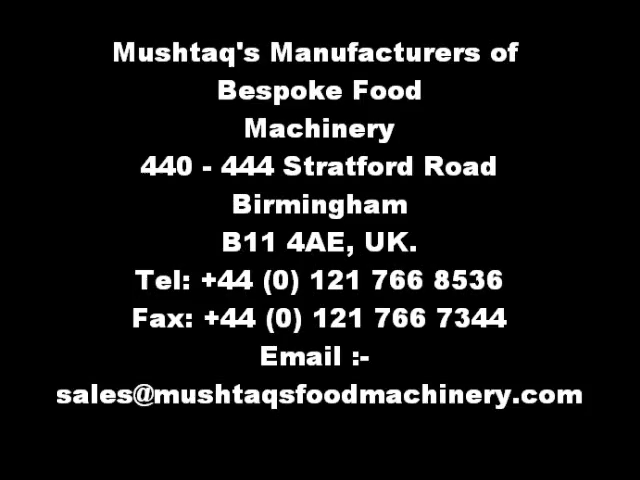 Mushtaq's Manufacturers of
Bespoke Food
Machinery
440 - 444 Stratford Road
Birmingham
B11 4AE, UK.
Tel: +44 (0) 121 766 8536
Fax: +44 (0) 121 766 7344
Email :-
sales@mushtaqsfoodmachinery.com